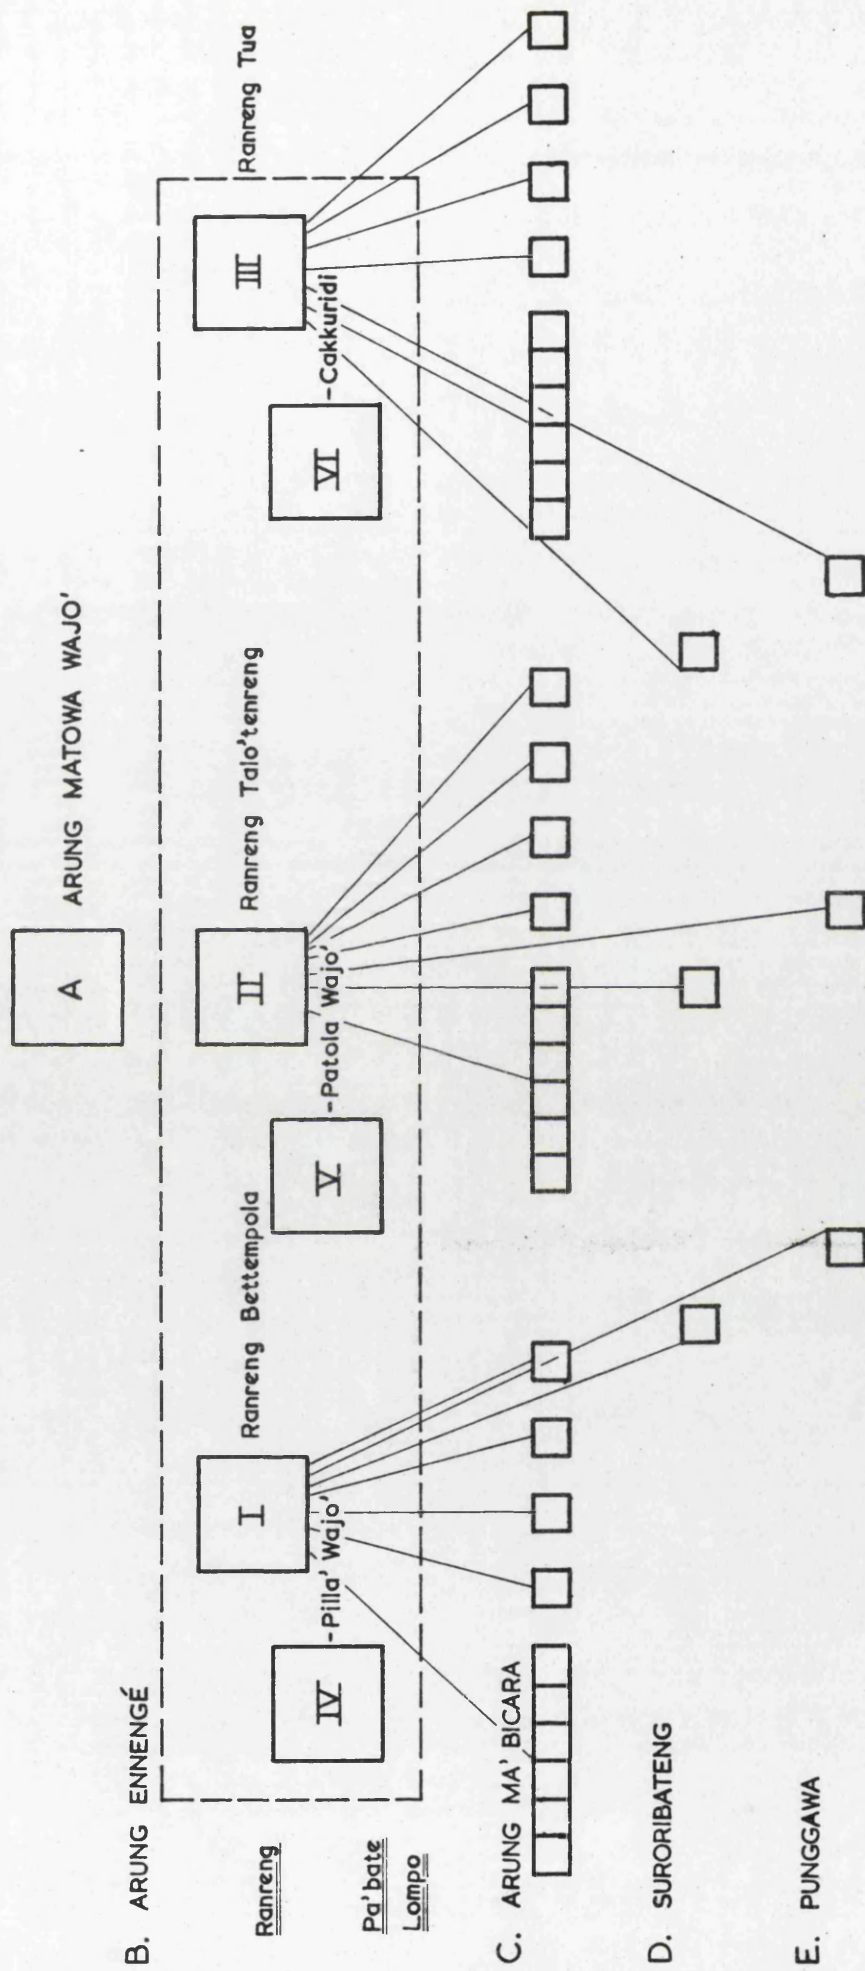 A ARUNG MATOWA WAJO'
B. ARUNG ENNENGÉ
Ranreng
I Ranreng Bettempola
II Ranreng Talo'tenreng
III Ranreng Tua
Pa'bate
Lompo
IV -Pilla' Wajo'
V -Patola Wajo'
VI -Cakkuridi
C. ARUNG MA' BICARA
D. SURORIBATENG
E. PUNGGAWA